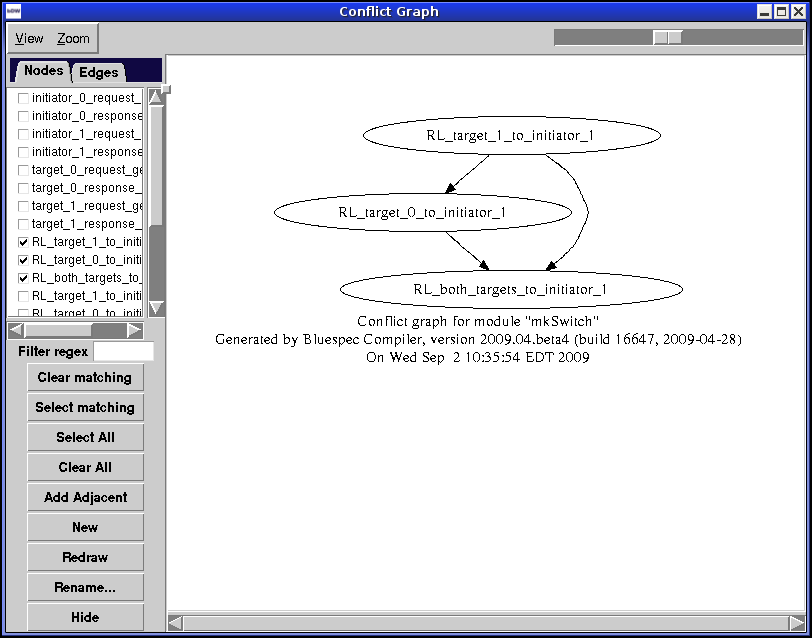 Conflict Graph
View Zoom
Nodes Edges
initiator_0_request_
initiator_0_response
initiator_1_request_
initiator_1_response
target_0_request_ge
target_0_response_
target_1_request_ge
target_1_response_
RL_target_1_to_initi
RL_target_0_to_initi
RL_both_targets_to_
RL_target_1_to_initi
RL_target_0_to_initi
Filter regex
Clear matching
Select matching
Select All
Clear All
Add Adjacent
New
Redraw
Rename...
Hide
RL_target_1_to_initiator_1
RL_target_0_to_initiator_1
RL_both_targets_to_initiator_1
Conflict graph for module "mkSwitch"
Generated by Bluespec Compiler, version 2009.04.beta4 (build 16647, 2009-04-28)
On Wed Sep 2 10:35:54 EDT 2009